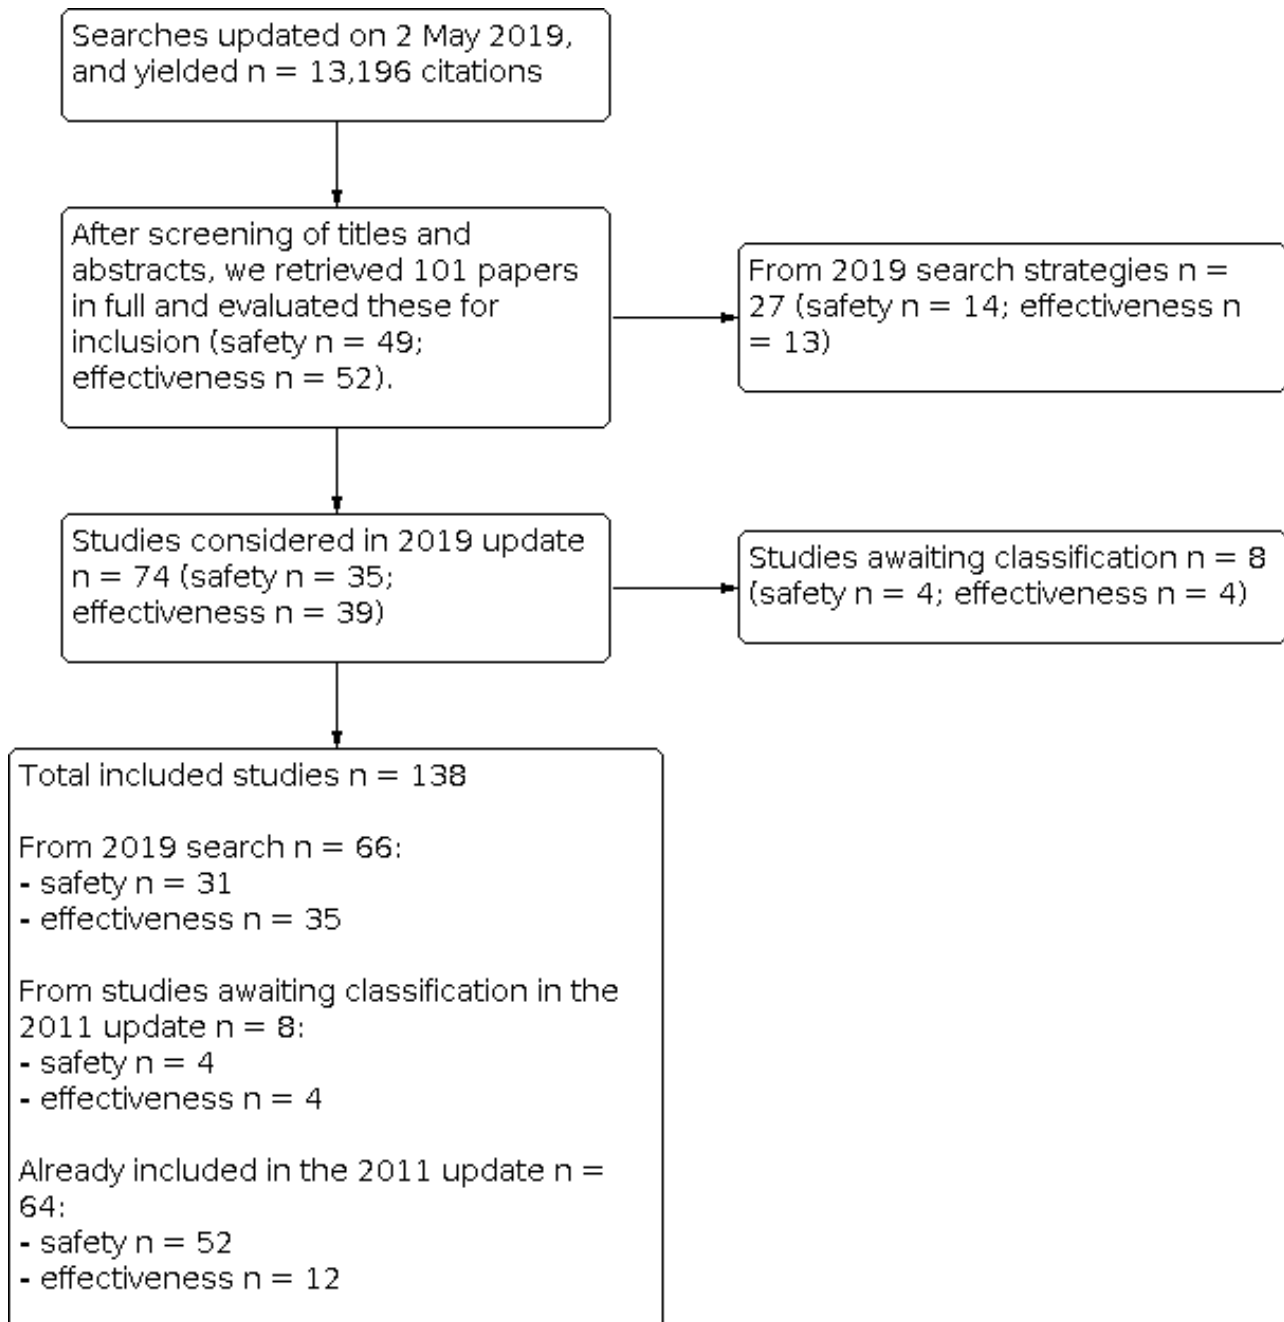 Searches updated on 2 May 2019,
and yielded n = 13,196 citations
After screening of titles and
abstracts, we retrieved 101 papers
in full and evaluated these for
inclusion (safety n = 49;
effectiveness n = 52).
From 2019 search strategies n =
27 (safety n = 14; effectiveness n
= 13)
Studies considered in 2019 update
n = 74 (safety n = 35;
effectiveness n = 39)
Studies awaiting classification n = 8
(safety n = 4; effectiveness n = 4)
Total included studies n = 138
From 2019 search n = 66:
- safety n = 31
- effectiveness n = 35
From studies awaiting classification in the
2011 update n = 8:
- safety n = 4
- effectiveness n = 4
Already included in the 2011 update n =
64:
- safety n = 52
- effectiveness n = 12